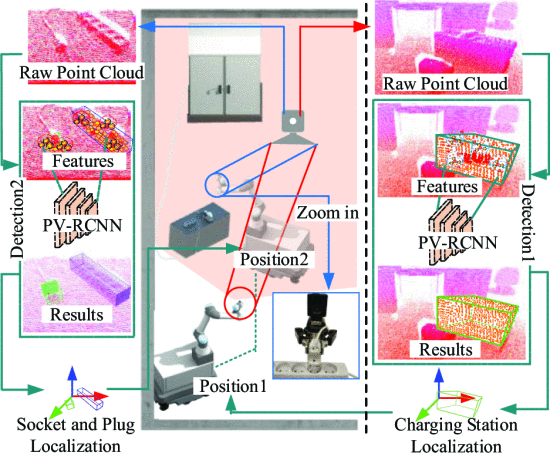 Raw Point Cloud
Features
PV-RCNN
Detection2
Results
Socket and Plug
Localization
Zoom in
Position2
Position1
Raw Point Cloud
Features
PV-RCNN
Detection1
Results
Charging Station
Localization